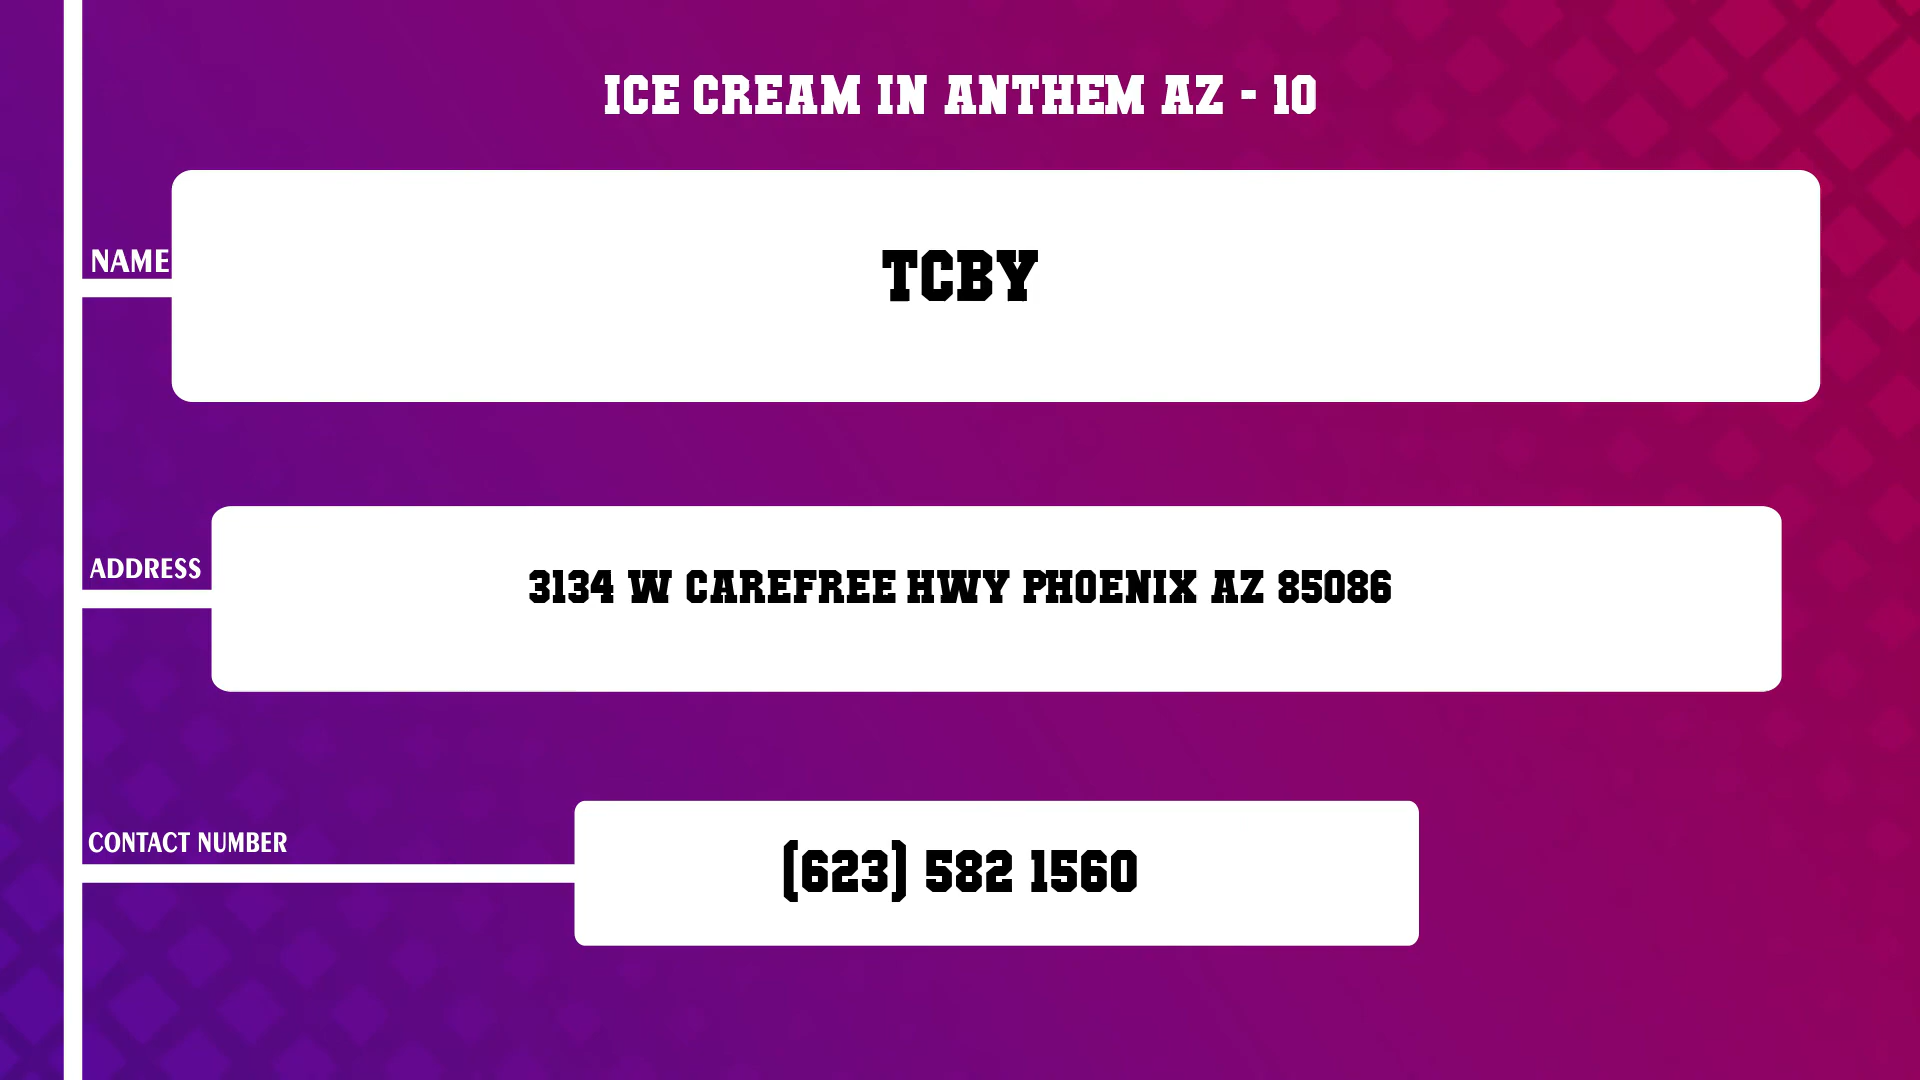 ICE CREAM IN ANTHEM AZ - 10
NAME
TCBY
ADDRESS
3134 W CAREFREE HWY PHOENIX AZ 85086
CONTACT NUMBER
(623) 582 1560